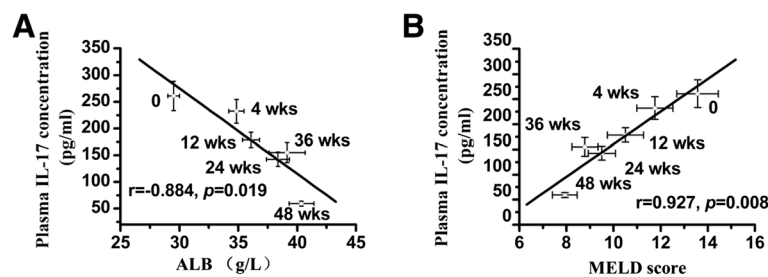 A
Plasma IL-17 concentration
(pg/ml)
350
300
250
200
150
100
50
0
4 wks
12 wks
36 wks
24 wks
48 wks
r=-0.884, p=0.019
25
30
35
40
45
ALB （g/L）
B
Plasma IL-17 concentration
(pg/ml)
350
300
250
200
150
100
50
0
4 wks
0
36 wks
12 wks
24 wks
48 wks
r=0.927, p=0.008
6
8
10
12
14
16
MELD score